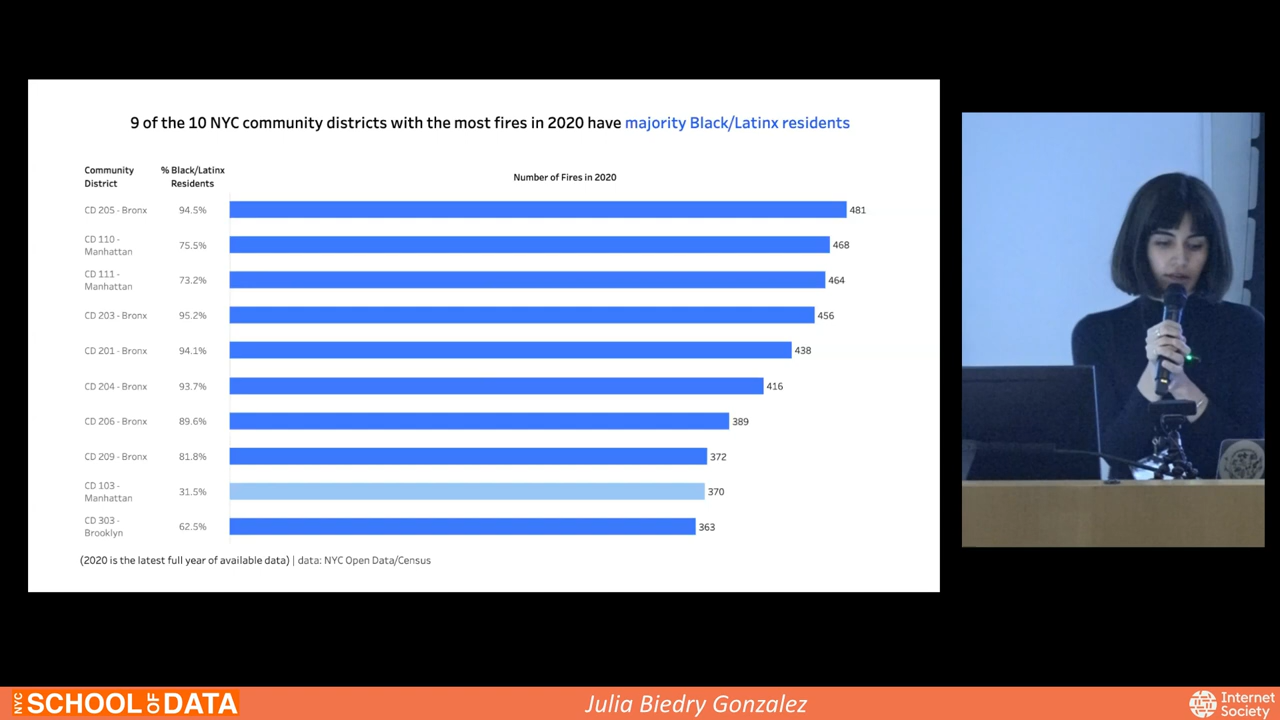 9 of the 10 NYC community districts with the most fires in 2020 have majority Black/Latinx residents
Community
District
% Black/Latinx
Residents
Number of Fires in 2020
CD 205 - Bronx 94.5% 481
CD 110 -
Manhattan 75.5% 468
CD 111 -
Manhattan 73.2% 464
CD 203 - Bronx 95.2% 456
CD 201 - Bronx 94.1% 438
CD 204 - Bronx 93.7% 416
CD 206 - Bronx 89.6% 389
CD 209 - Bronx 81.8% 372
CD 103 -
Manhattan 31.5% 370
CD 303 -
Brooklyn 62.5% 363
(2020 is the latest full year of available data) | data: NYC Open Data/Census
NYC SCHOOL OF DATA
Julia Biedry Gonzalez
Internet
Society